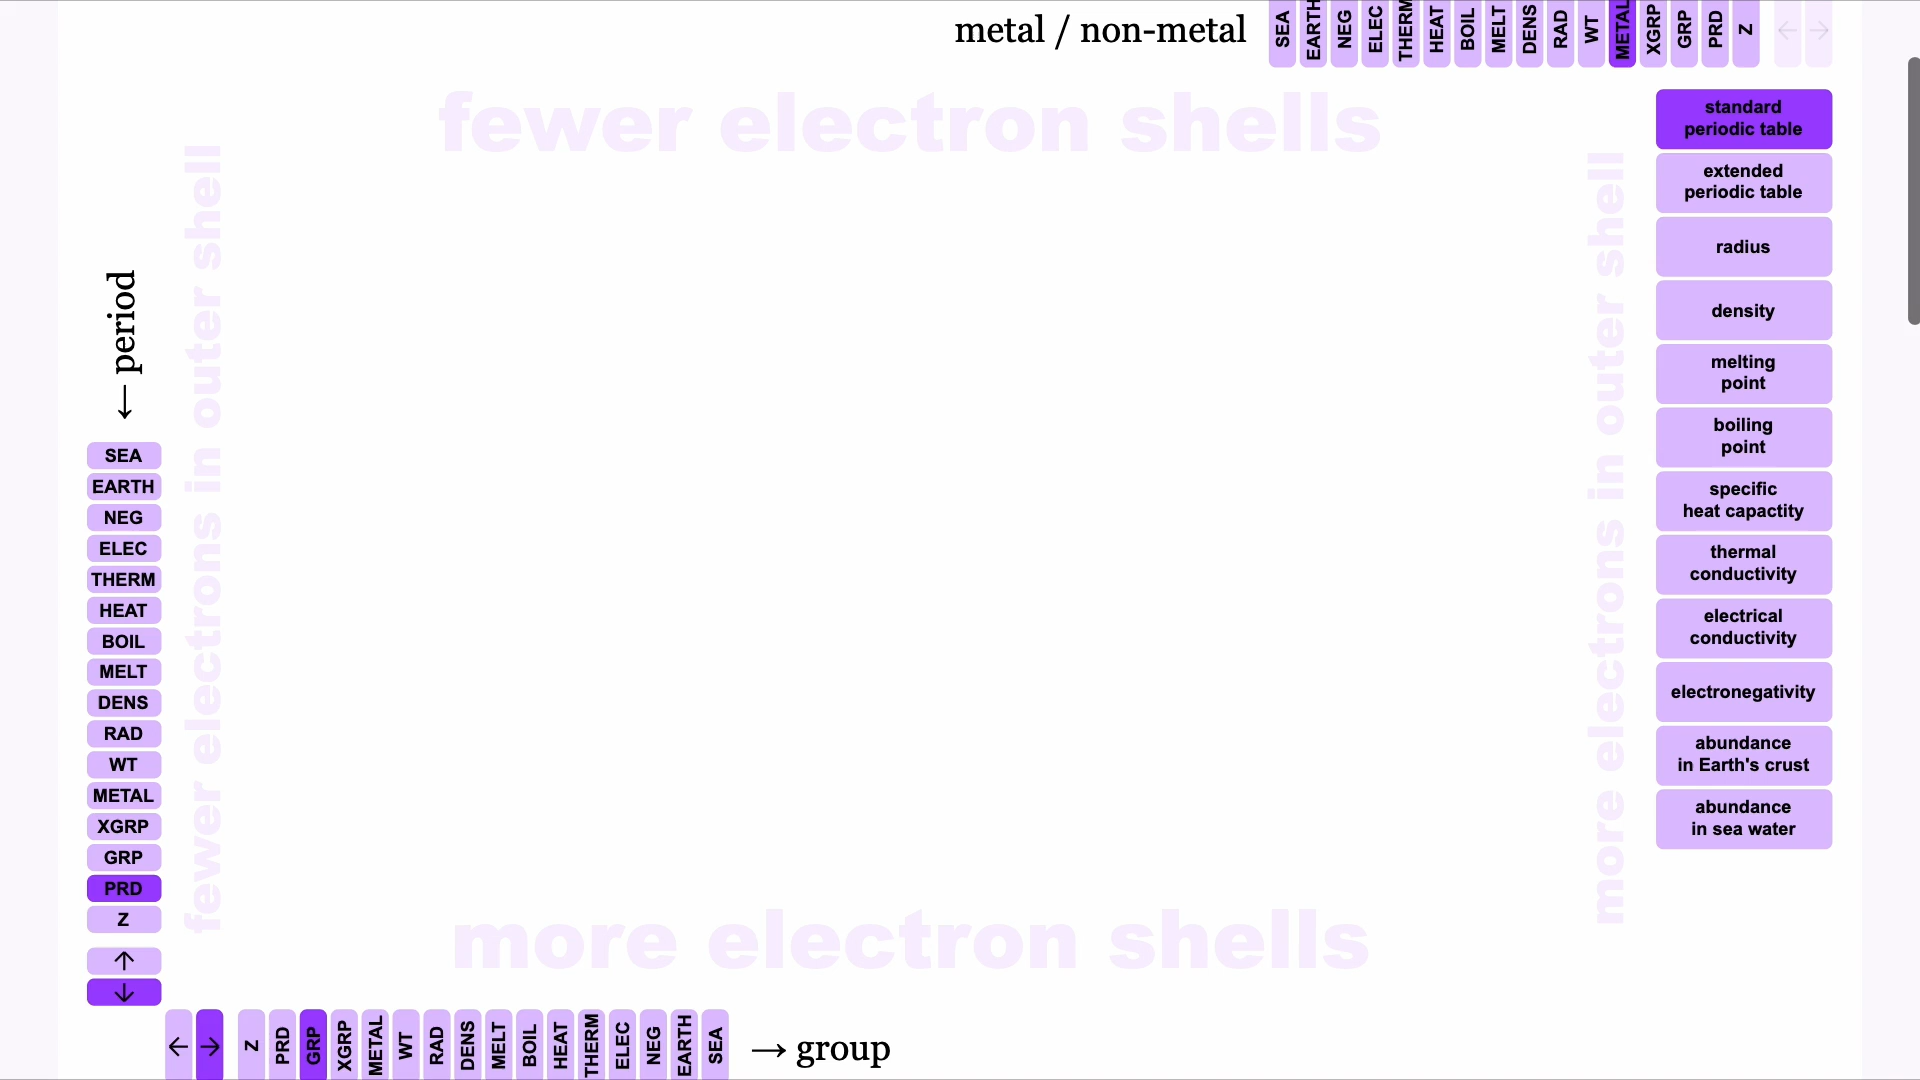 metal / non-metal
SEA
EARTH
NEG
ELEC
THERM
HEAT
BOIL
MELT
DENS
RAD
WT
METAL
XGRP
GRP
PRD
Z
← →
fewer electron shells
fewer electrons in outer shell
more electrons in outer shell
← period
SEA
EARTH
NEG
ELEC
THERM
HEAT
BOIL
MELT
DENS
RAD
WT
METAL
XGRP
GRP
PRD
Z
↑
↓
standard
periodic table
extended
periodic table
radius
density
melting
point
boiling
point
specific
heat capactity
thermal
conductivity
electrical
conductivity
electronegativity
abundance
in Earth's crust
abundance
in sea water
more electron shells
← →
Z
PRD
GRP
XGRP
METAL
WT
RAD
DENS
MELT
BOIL
HEAT
THERM
ELEC
NEG
EARTH
SEA
→ group